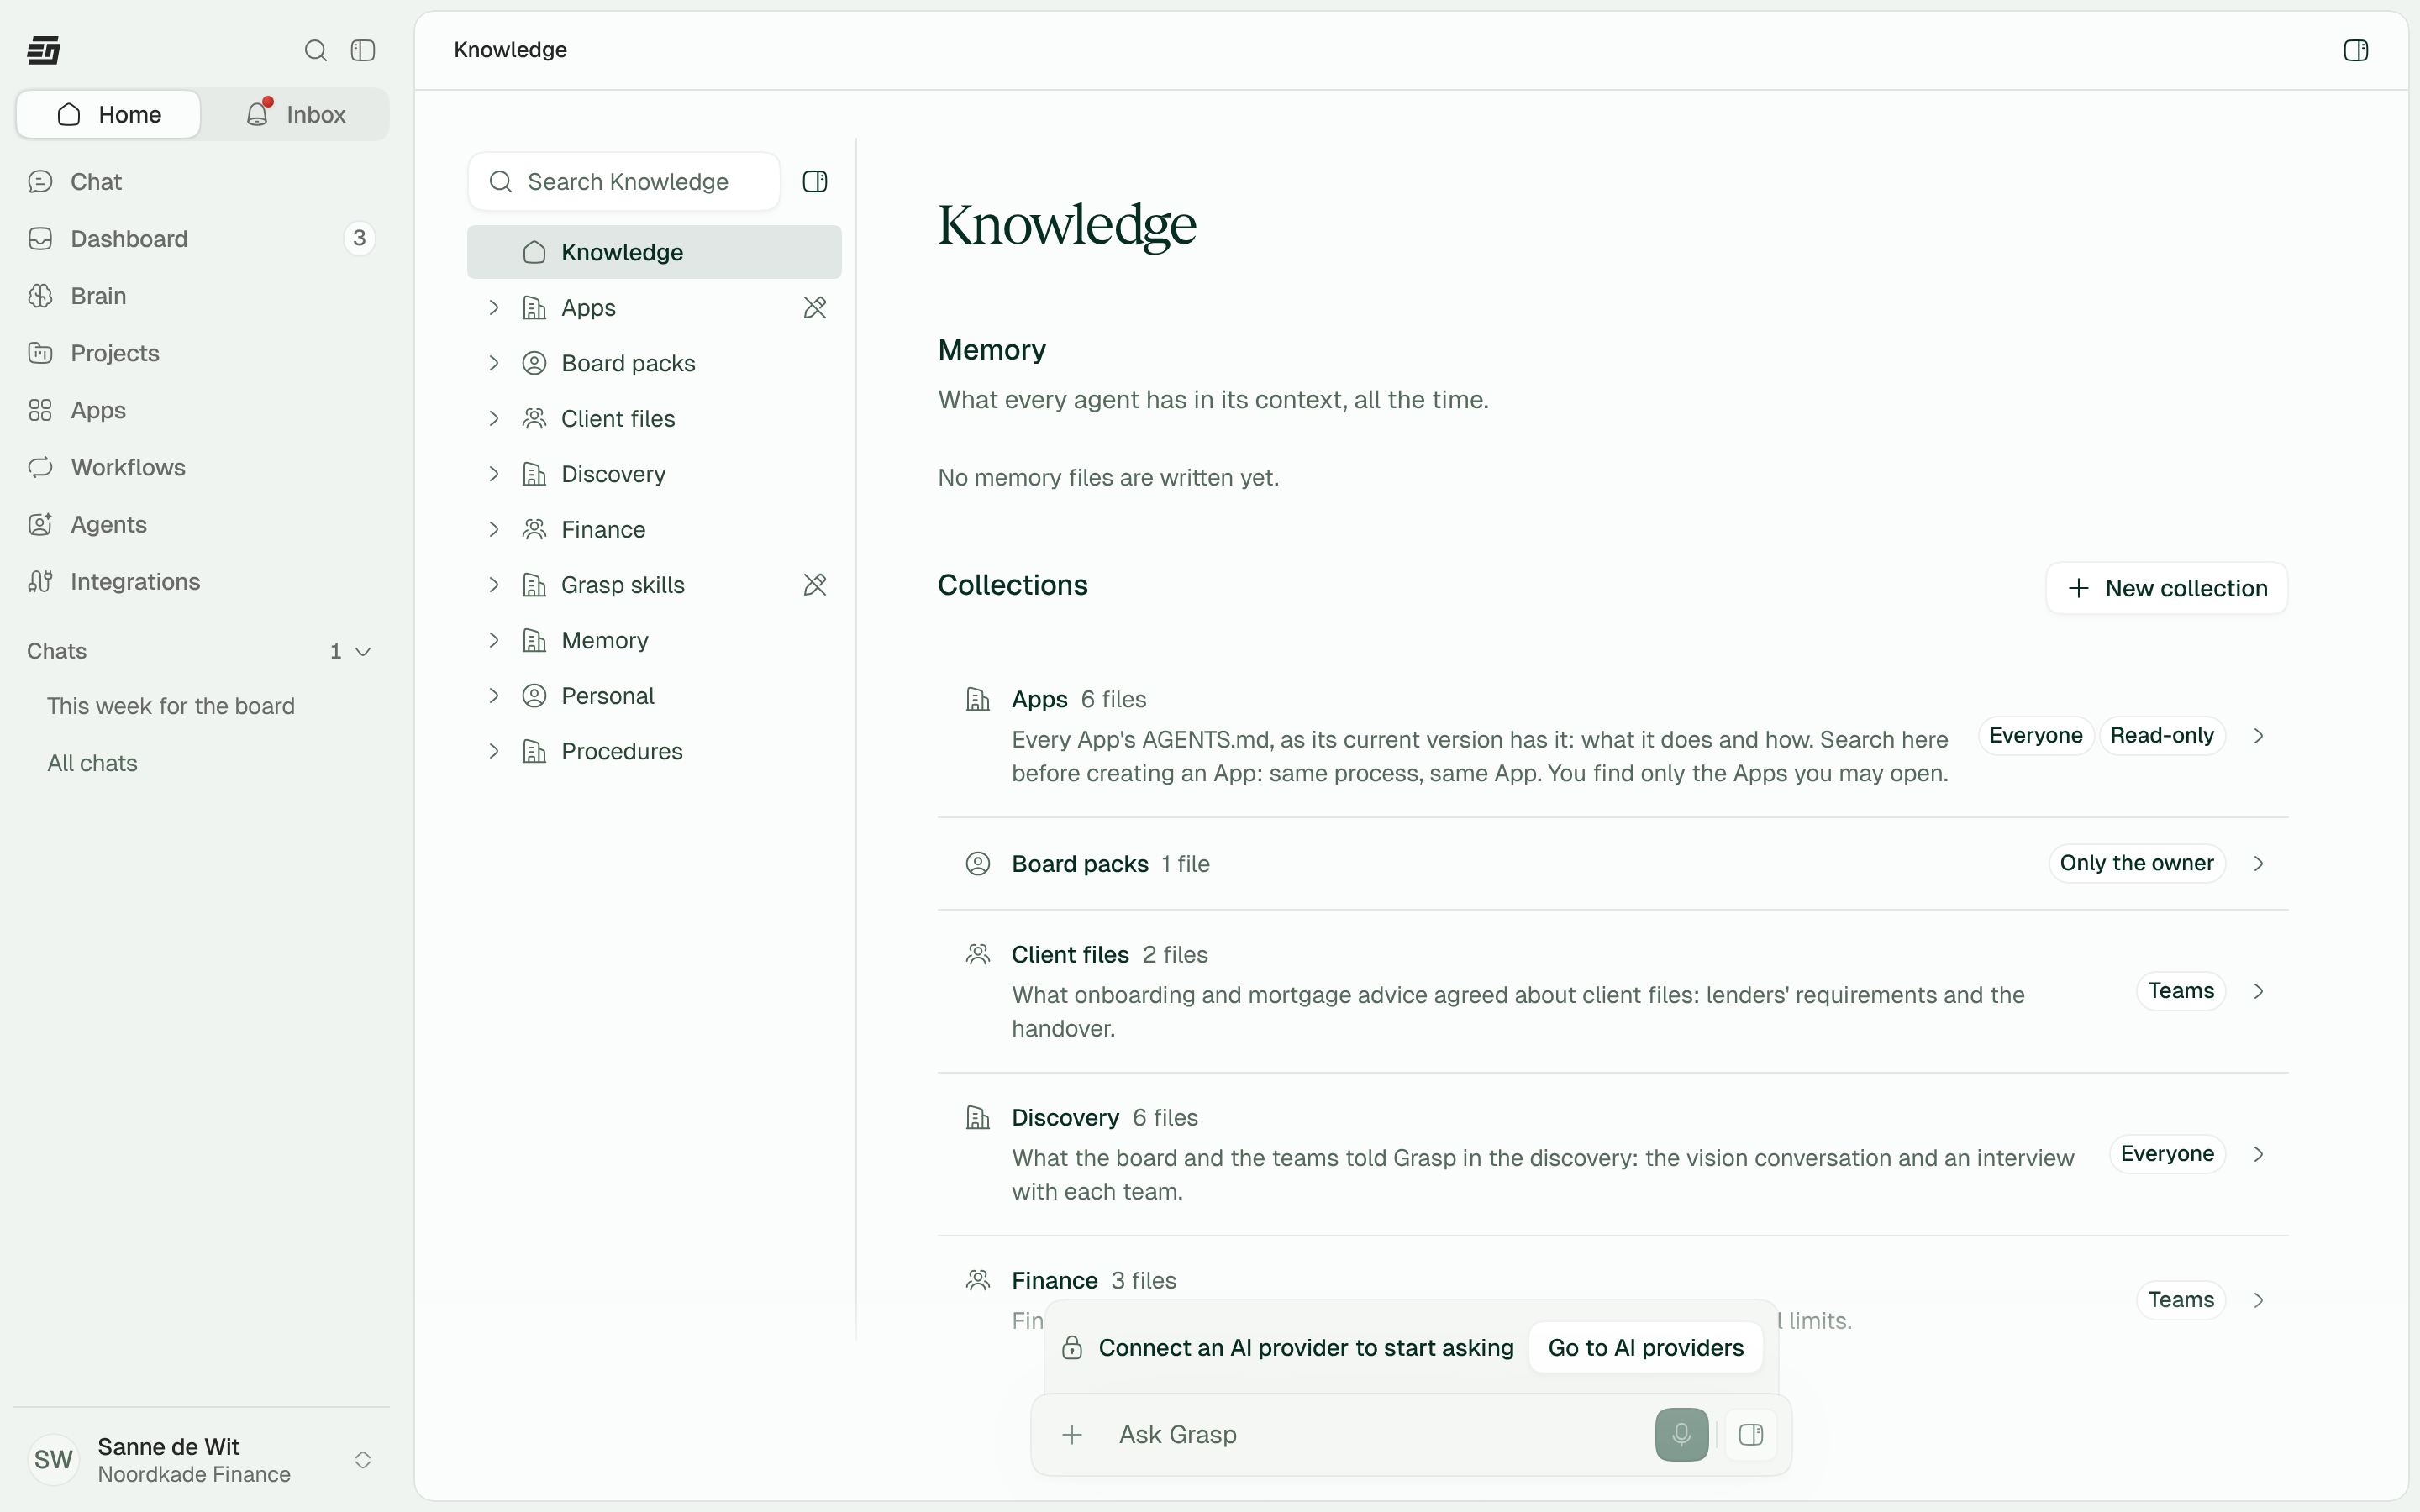 Home
Inbox
Chat
Dashboard 3
Brain
Projects
Apps
Workflows
Agents
Integrations
Chats 1
This week for the board
All chats
SW
Sanne de Wit
Noordkade Finance
Knowledge
Search Knowledge
Knowledge
Apps
Board packs
Client files
Discovery
Finance
Grasp skills
Memory
Personal
Procedures
Knowledge
Memory
What every agent has in its context, all the time.
No memory files are written yet.
Collections
New collection
Apps 6 files
Every App's AGENTS.md, as its current version has it: what it does and how. Search here
before creating an App: same process, same App. You find only the Apps you may open.
Everyone Read-only
Board packs 1 file
Only the owner
Client files 2 files
What onboarding and mortgage advice agreed about client files: lenders' requirements and the
handover.
Teams
Discovery 6 files
What the board and the teams told Grasp in the discovery: the vision conversation and an interview
with each team.
Everyone
Finance 3 files
limits.
Teams
Connect an AI provider to start asking
Go to AI providers
Ask Grasp